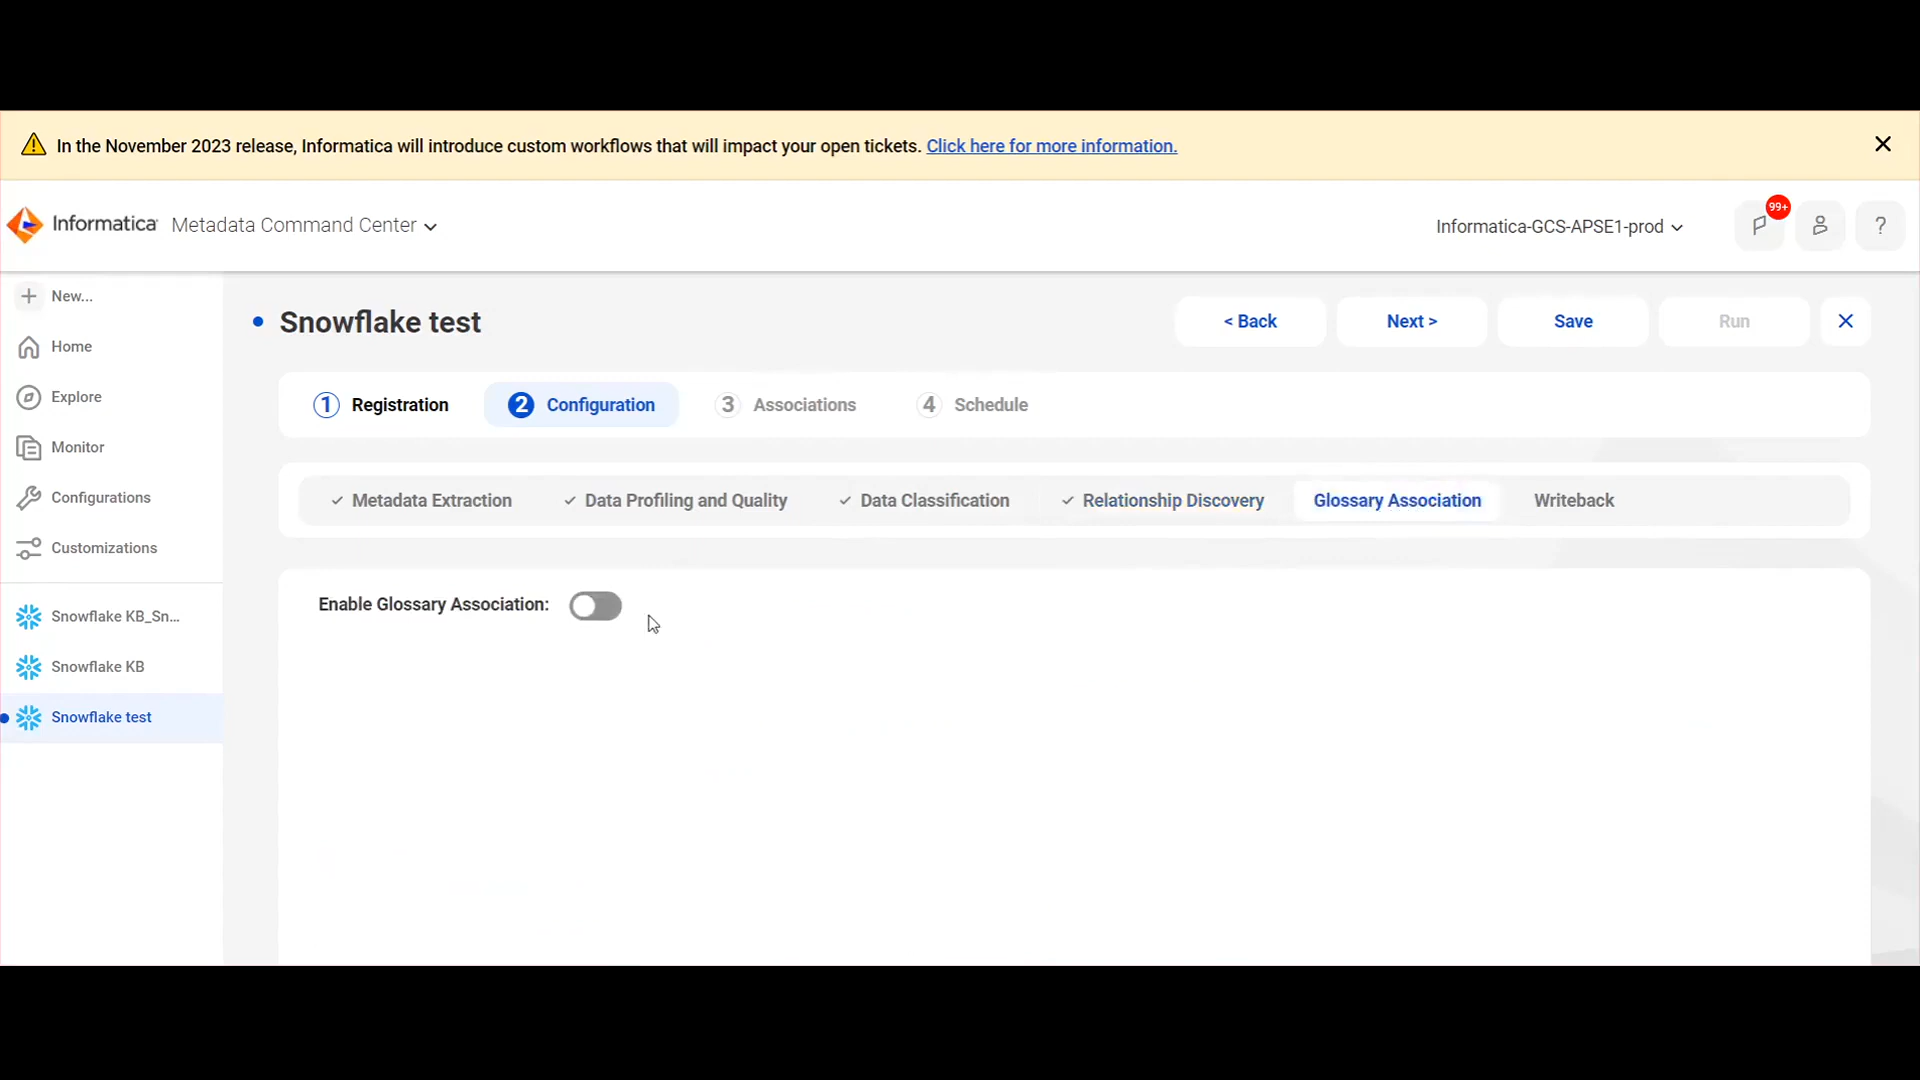 In the November 2023 release, Informatica will introduce custom workflows that will impact your open tickets. Click here for more information.
Informatica Metadata Command Center
Informatica-GCS-APSE1-prod
99+
?
New...
Home
Explore
Monitor
Configurations
Customizations
Snowflake KB_Sn...
Snowflake KB
Snowflake test
Snowflake test
< Back
Next >
Save
Run
1 Registration
2 Configuration
3 Associations
4 Schedule
Metadata Extraction
Data Profiling and Quality
Data Classification
Relationship Discovery
Glossary Association
Writeback
Enable Glossary Association: